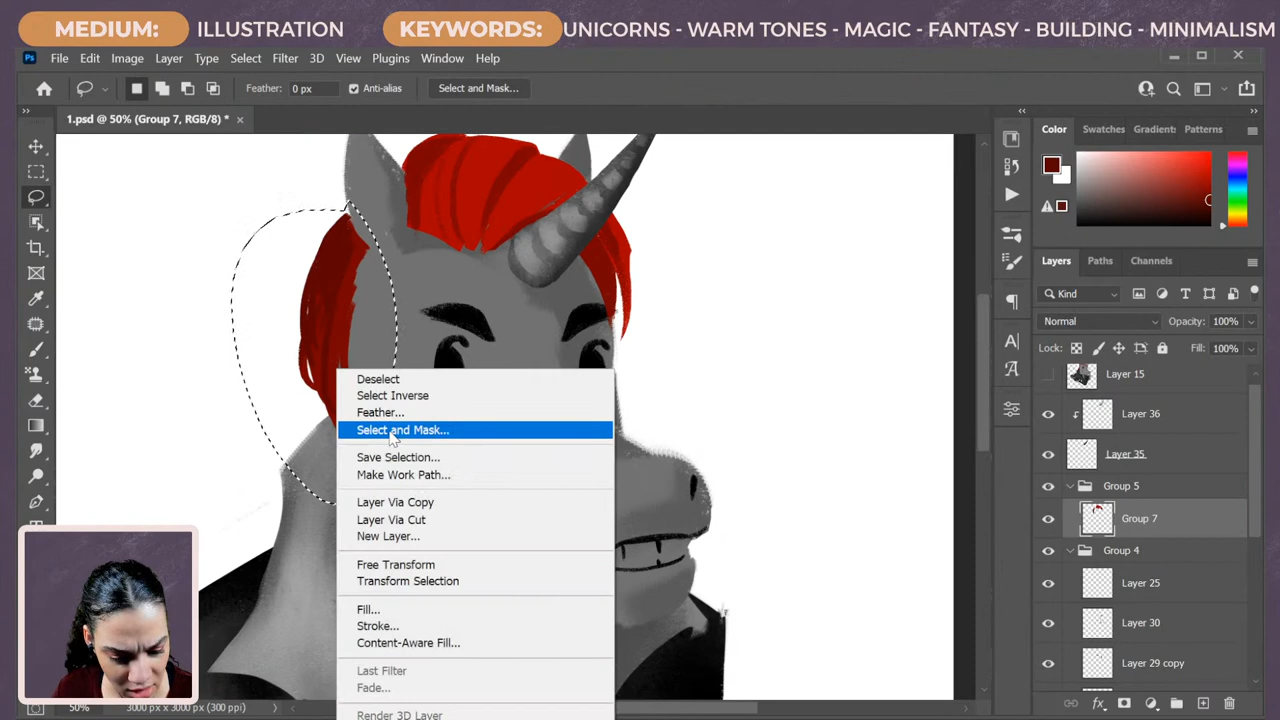 MEDIUM: ILLUSTRATION KEYWORDS: UNICORNS - WARM TONES - MAGIC - FANTASY - BUILDING - MINIMALISM
Ps File Edit Image Layer Type Select Filter 3D View Plugins Window Help
Feather: 0 px Anti-alias Select and Mask...
1.psd @ 50% (Group 7, RGB/8) *
Color Swatches Gradient: Patterns
Deselect
Select Inverse
Feather...
Select and Mask...
Save Selection...
Make Work Path...
Layer Via Copy
Layer Via Cut
New Layer...
Free Transform
Transform Selection
Fill...
Stroke...
Content-Aware Fill...
Last Filter
Fade...
Render 3D Layer
Layers Paths Channels
Kind
Normal Opacity: 100%
Lock: Fill: 100%
Layer 15
Layer 36
Layer 35
Group 5
Group 7
Group 4
Layer 25
Layer 30
Layer 29 copy
fx
50% 3000 px x 3000 px (300 ppi)